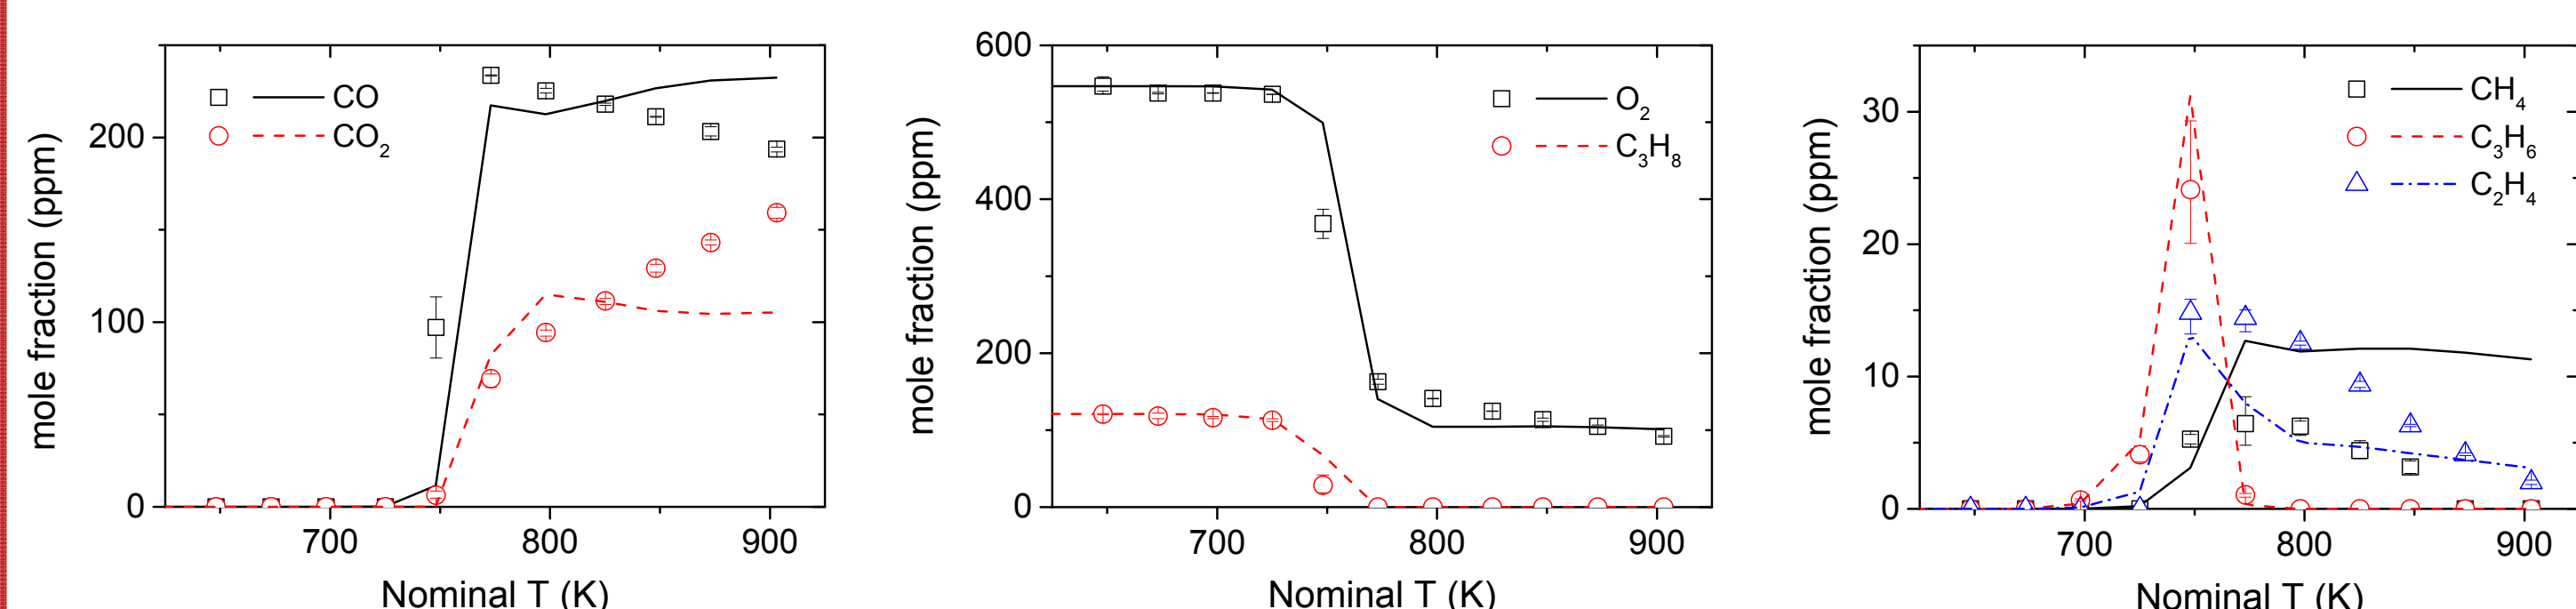 mole fraction (ppm)
200
100
0
CO
CO₂
700 800 900
Nominal T (K)
mole fraction (ppm)
600
400
200
0
O₂
C₃H₈
700 800 900
Nominal T (K)
mole fraction (ppm)
30
20
10
0
CH₄
C₃H₆
C₂H₄
700 800 900
Nominal T (K)